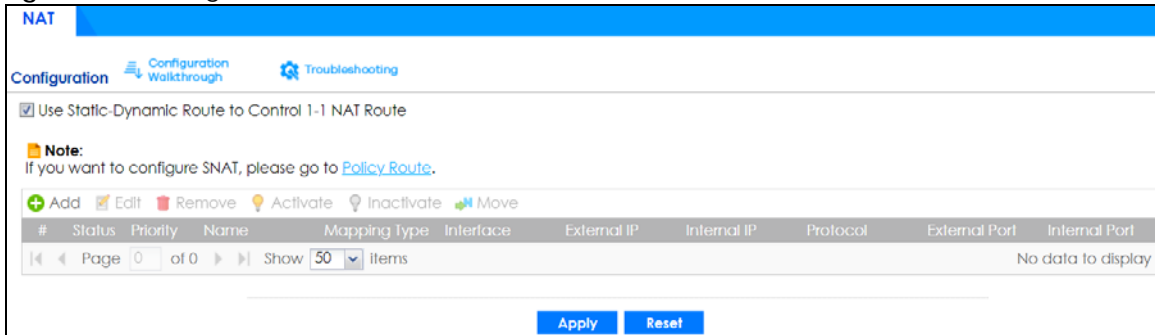 NAT
Configuration
Configuration Walkthrough
Troubleshooting
Use Static-Dynamic Route to Control 1-1 NAT Route
Note:
If you want to configure SNAT, please go to Policy Route.
Add Edit Remove Activate Inactivate Move
# Status Priority Name Mapping Type Interface External IP Internal IP Protocol External Port Internal Port
Page 0 of 0 Show 50 items No data to display
Apply Reset